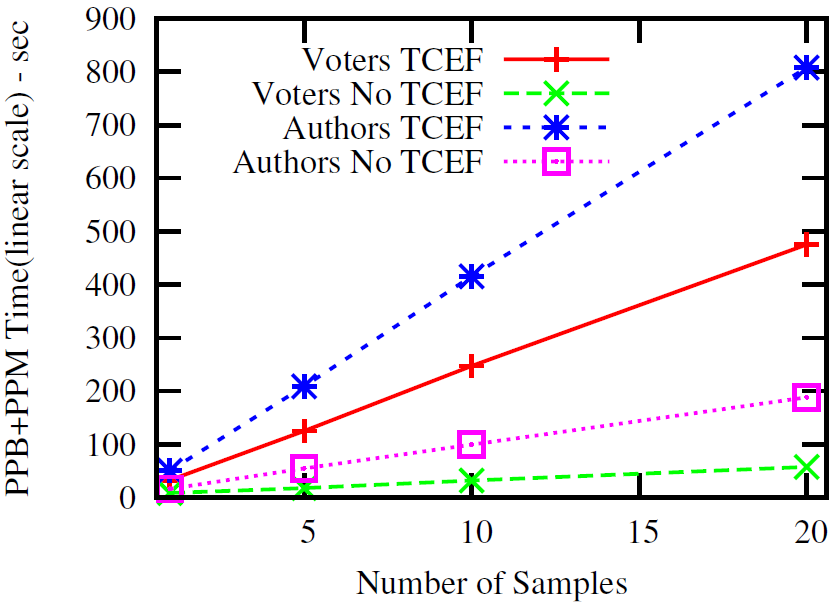 PPB+PPM Time(linear scale) - sec
900
800
700
600
500
400
300
200
100
0
Voters TCEF
Voters No TCEF
Authors TCEF
Authors No TCEF
5 10 15 20
Number of Samples